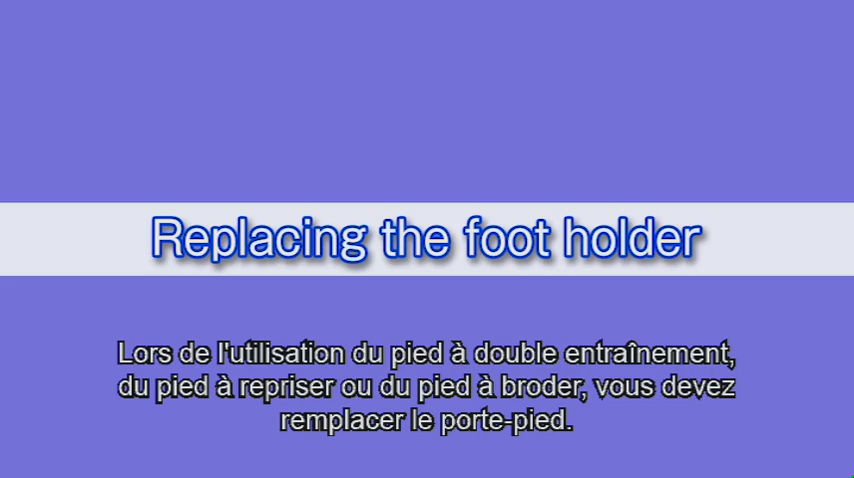 Replacing the foot holder
Lors de l'utilisation du pied à double entraînement,
du pied à repriser ou du pied à broder, vous devez
remplacer le porte-pied.